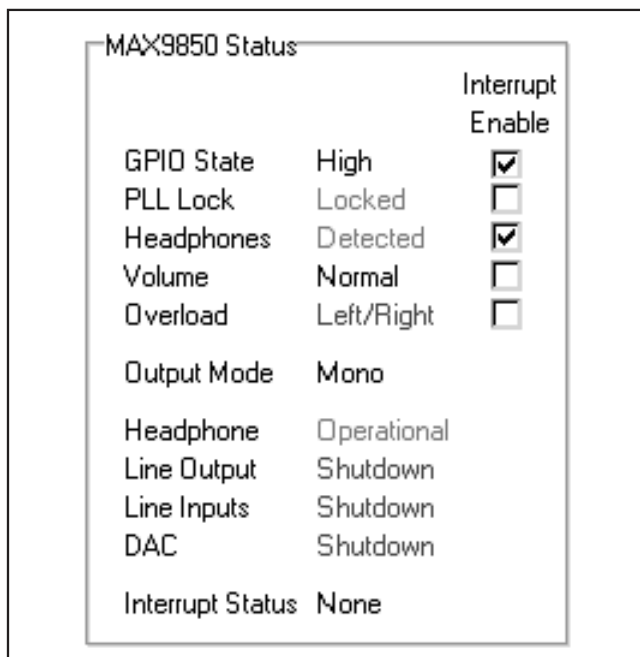 MAX9850 Status
Interrupt
Enable
GPIO State High
PLL Lock Locked
Headphones Detected
Volume Normal
Overload Left/Right
Output Mode Mono
Headphone Operational
Line Output Shutdown
Line Inputs Shutdown
DAC Shutdown
Interrupt Status None